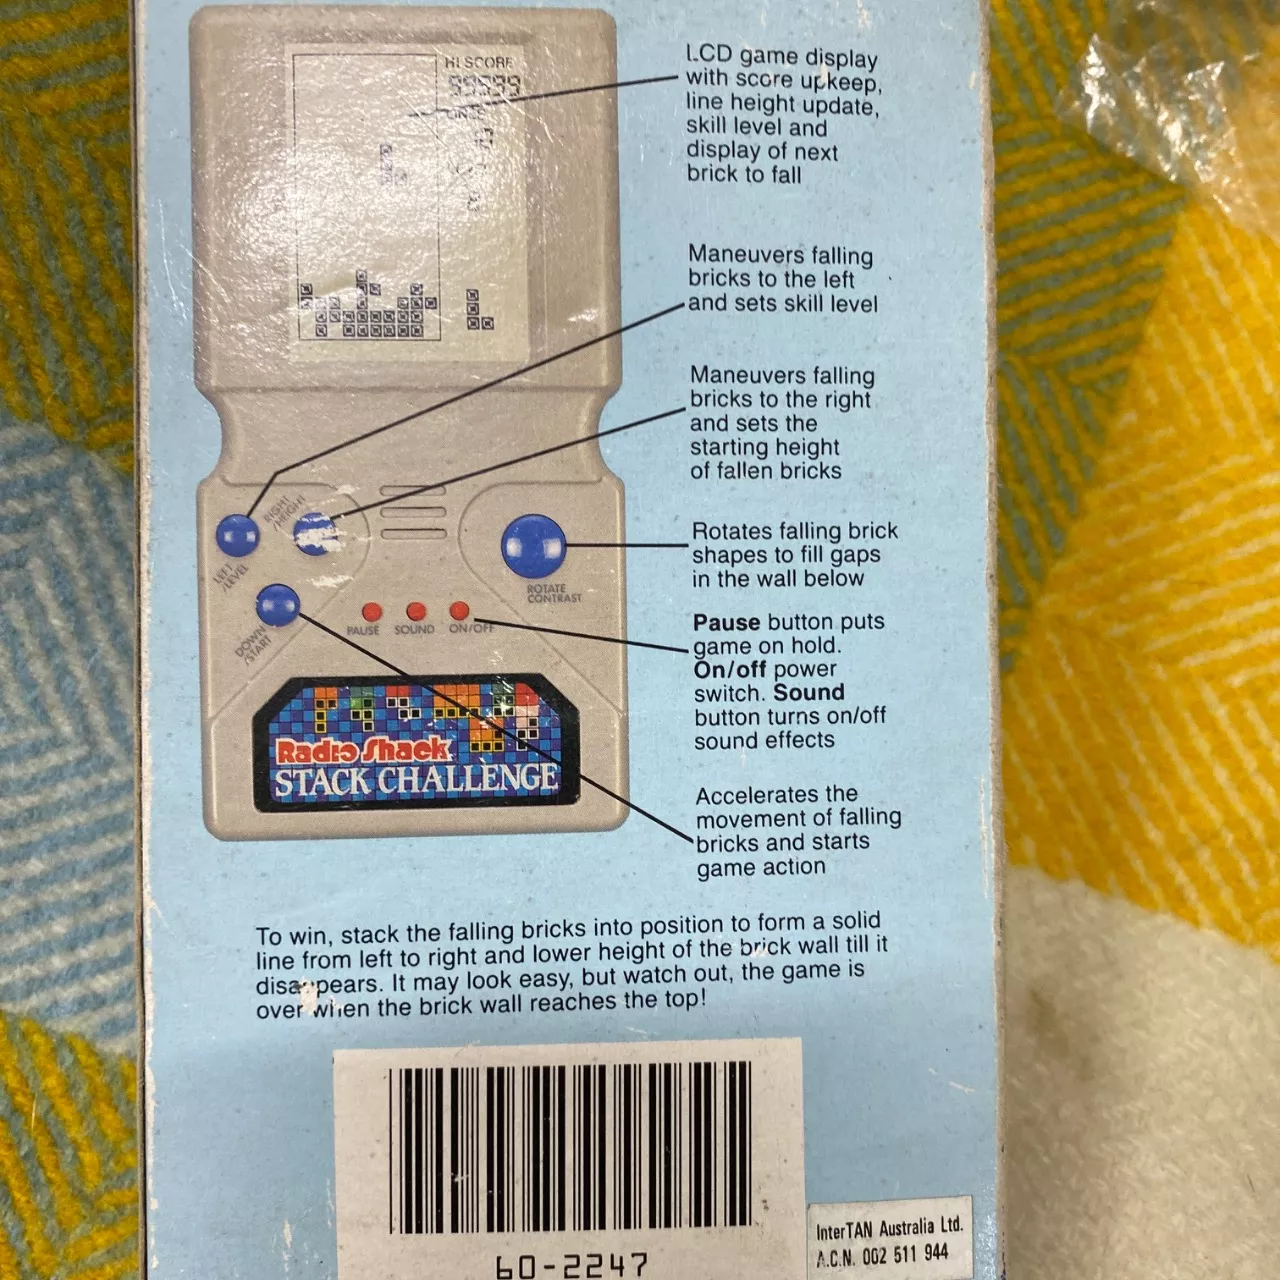 HI SCORE
99999
LCD game display
with score upkeep,
line height update,
skill level and
display of next
brick to fall
Maneuvers falling
bricks to the left
and sets skill level
Maneuvers falling
bricks to the right
and sets the
starting height
of fallen bricks
RIGHT
/HEIGHT
LEFT
/LEVEL
Rotates falling brick
shapes to fill gaps
in the wall below
ROTATE
CONTRAST
DOWN
/START
PAUSE SOUND ON/OFF
Pause button puts
game on hold.
On/off power
switch. Sound
button turns on/off
sound effects
Radio Shack
STACK CHALLENGE
Accelerates the
movement of falling
bricks and starts
game action
To win, stack the falling bricks into position to form a solid
line from left to right and lower height of the brick wall till it
disappears. It may look easy, but watch out, the game is
over when the brick wall reaches the top!
60-2247
InterTAN Australia Ltd.
A.C.N. 002 511 944